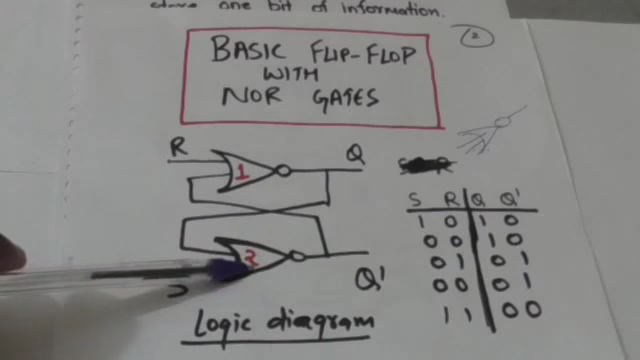 dave one bit of information.
2
BASIC FLIP-FLOP
WITH
NOR GATES
R
Q
1
S R Q Q'
1 0 1 0
0 0 1 0
0 1 0 1
0 0 0 1
1 1 0 0
2
Q'
Logic diagram